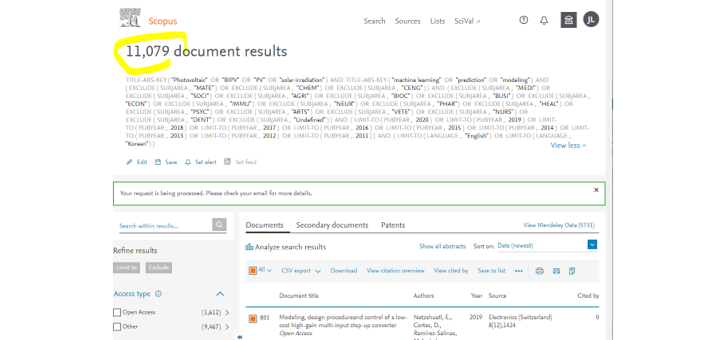 Scopus
Search Sources Lists SciVal ↗
JL
11,079 document results
TITLE-ABS-KEY ( "Photovoltaic" OR "BIPV" OR "PV" OR "solar irradiation" ) AND TITLE-ABS-KEY ( "machine learning" OR "prediction" OR "modeling" ) AND
( EXCLUDE ( SUBJAREA , "MATE" ) OR EXCLUDE ( SUBJAREA , "CHEM" ) OR EXCLUDE ( SUBJAREA , "CENG" ) ) AND ( EXCLUDE ( SUBJAREA , "MEDI" ) OR
EXCLUDE ( SUBJAREA , "SOCI" ) OR EXCLUDE ( SUBJAREA , "AGRI" ) OR EXCLUDE ( SUBJAREA , "BIOC" ) OR EXCLUDE ( SUBJAREA , "BUSI" ) OR EXCLUDE ( SUBJAREA ,
"ECON" ) OR EXCLUDE ( SUBJAREA , "IMMU" ) OR EXCLUDE ( SUBJAREA , "NEUR" ) OR EXCLUDE ( SUBJAREA , "PHAR" ) OR EXCLUDE ( SUBJAREA , "HEAL" ) OR
EXCLUDE ( SUBJAREA , "PSYC" ) OR EXCLUDE ( SUBJAREA , "ARTS" ) OR EXCLUDE ( SUBJAREA , "VETE" ) OR EXCLUDE ( SUBJAREA , "NURS" ) OR
EXCLUDE ( SUBJAREA , "DENT" ) OR EXCLUDE ( SUBJAREA , "Undefined" ) ) AND ( LIMIT-TO ( PUBYEAR , 2020 ) OR LIMIT-TO ( PUBYEAR , 2019 ) OR LIMIT-
TO ( PUBYEAR , 2018 ) OR LIMIT-TO ( PUBYEAR , 2017 ) OR LIMIT-TO ( PUBYEAR , 2016 ) OR LIMIT-TO ( PUBYEAR , 2015 ) OR LIMIT-TO ( PUBYEAR , 2014 ) OR LIMIT-
TO ( PUBYEAR , 2013 ) OR LIMIT-TO ( PUBYEAR , 2012 ) OR LIMIT-TO ( PUBYEAR , 2011 ) ) AND ( LIMIT-TO ( LANGUAGE , "English" ) OR LIMIT-TO ( LANGUAGE ,
"Korean" ) )
View less
Edit Save Set alert Set feed
Your request is being processed. Please check your email for more details.
Search within results...
Documents Secondary documents Patents View Mendeley Data (5731)
Refine results
Limit to Exclude
Analyze search results Show all abstracts Sort on: Date (newest)
All CSV export Download View citation overview View cited by Save to list •••
Access type
Open Access (1,612)
Other (9,467)
Document title Authors Year Source Cited by
801 Modeling, design procedureand control of a low- Netzahuatl, E., 2019 Electronics (Switzerland) 0
cost high-gain multi-input step-up converter Cortes, D., 8(12),1424
Open Access Ramirez-Salinas,